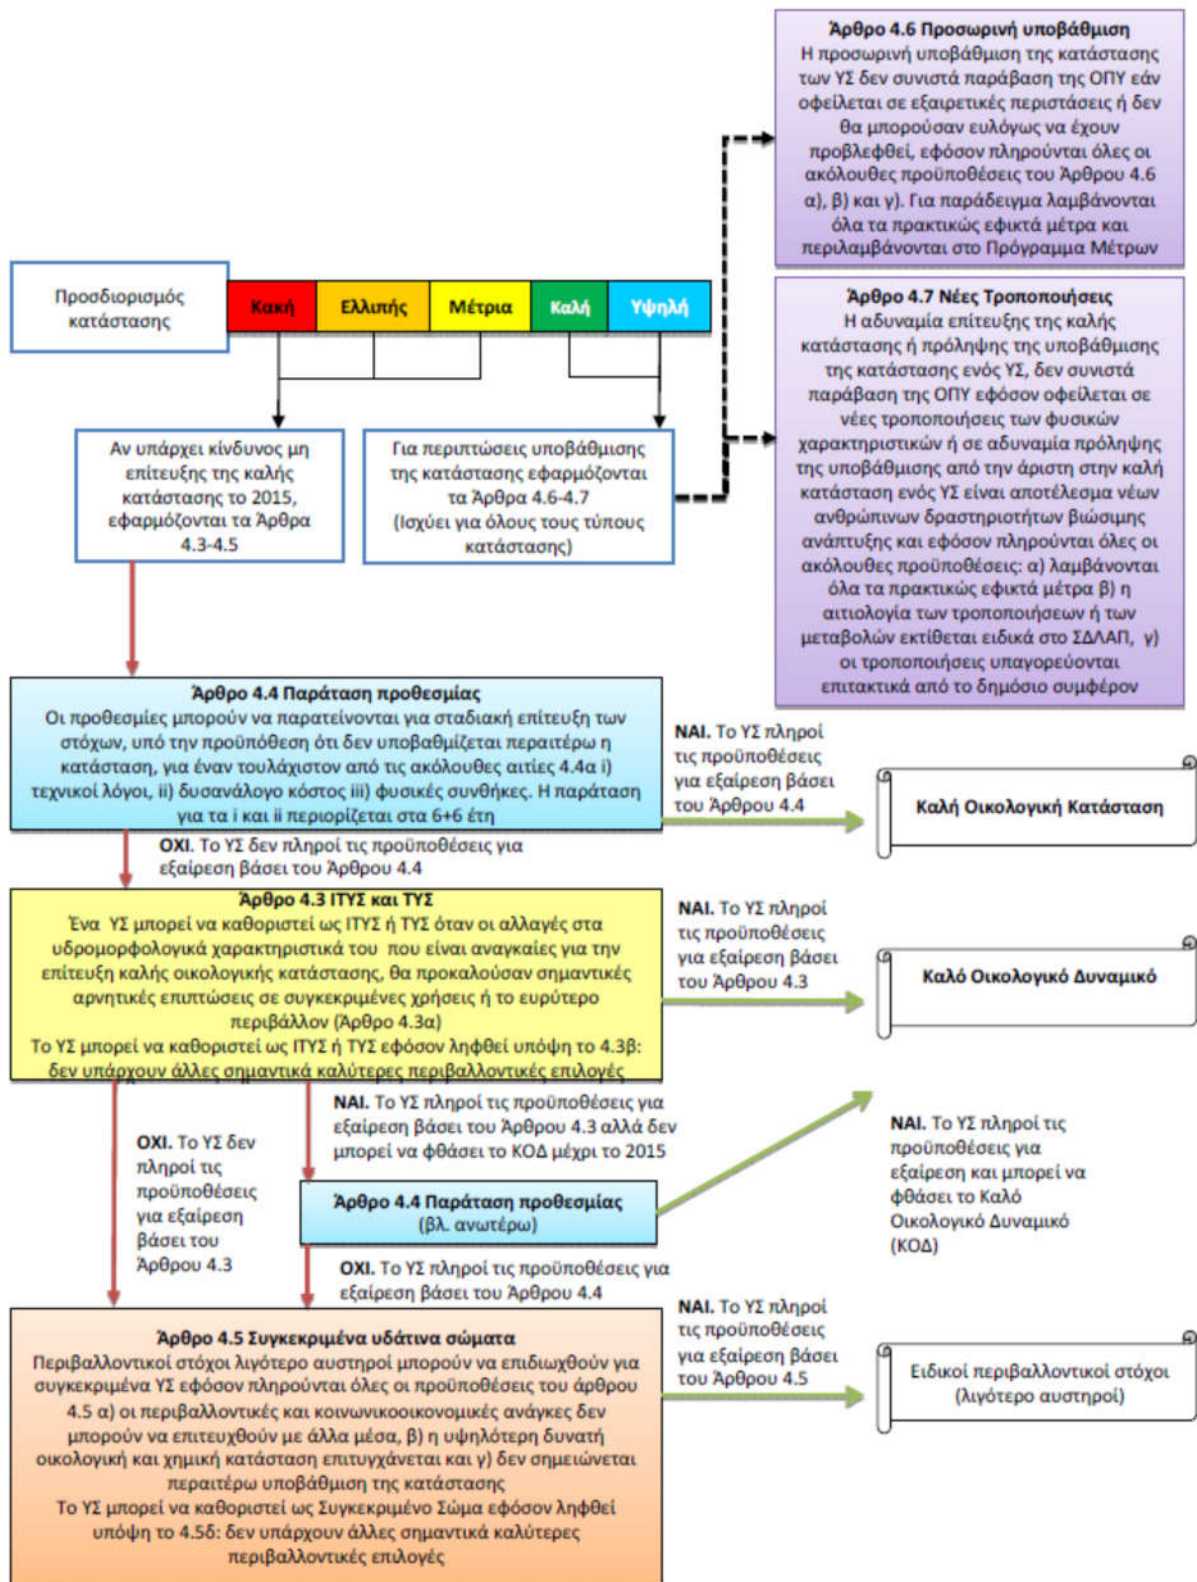 Άρθρο 4.6 Προσωρινή υποβάθμιση
Η προσωρινή υποβάθμιση της κατάστασης
των ΥΣ δεν συνιστά παράβαση της ΟΠΥ εάν
οφείλεται σε εξαιρετικές περιστάσεις ή δεν
θα μπορούσαν ευλόγως να έχουν
προβλεφθεί, εφόσον πληρούνται όλες οι
ακόλουθες προϋποθέσεις του Άρθρου 4.6
α), β) και γ). Για παράδειγμα λαμβάνονται
όλα τα πρακτικώς εφικτά μέτρα και
περιλαμβάνονται στο Πρόγραμμα Μέτρων
Προσδιορισμός
κατάστασης
Κακή
Ελλιπής
Μέτρια
Καλή
Υψηλή
Άρθρο 4.7 Νέες Τροποποιήσεις
Η αδυναμία επίτευξης της καλής
κατάστασης ή πρόληψης της υποβάθμισης
της κατάστασης ενός ΥΣ, δεν συνιστά
παράβαση της ΟΠΥ εφόσον οφείλεται σε
νέες τροποποιήσεις των φυσικών
χαρακτηριστικών ή σε αδυναμία πρόληψης
της υποβάθμισης από την άριστη στην καλή
κατάσταση ενός ΥΣ είναι αποτέλεσμα νέων
ανθρώπινων δραστηριοτήτων βιώσιμης
ανάπτυξης και εφόσον πληρούνται όλες οι
ακόλουθες προϋποθέσεις: α) λαμβάνονται
όλα τα πρακτικώς εφικτά μέτρα β) η
αιτιολογία των τροποποιήσεων ή των
μεταβολών εκτίθεται ειδικά στο ΣΔΛΑΠ, γ)
οι τροποποιήσεις υπαγορεύονται
επιτακτικά από το δημόσιο συμφέρον
Αν υπάρχει κίνδυνος μη
επίτευξης της καλής
κατάστασης το 2015,
εφαρμόζονται τα Άρθρα
4.3-4.5
Για περιπτώσεις υποβάθμισης
της κατάστασης εφαρμόζονται
τα Άρθρα 4.6-4.7
(Ισχύει για όλους τους τύπους
κατάστασης)
Άρθρο 4.4 Παράταση προθεσμίας
Οι προθεσμίες μπορούν να παρατείνονται για σταδιακή επίτευξη των
στόχων, υπό την προϋπόθεση ότι δεν υποβαθμίζεται περαιτέρω η
κατάσταση, για έναν τουλάχιστον από τις ακόλουθες αιτίες 4.4α i)
τεχνικοί λόγοι, ii) δυσανάλογο κόστος iii) φυσικές συνθήκες. Η παράταση
για τα i και ii περιορίζεται στα 6+6 έτη
ΝΑΙ. Το ΥΣ πληροί
τις προϋποθέσεις
για εξαίρεση βάσει
του Άρθρου 4.4
Καλή Οικολογική Κατάσταση
ΟΧΙ. Το ΥΣ δεν πληροί τις προϋποθέσεις για
εξαίρεση βάσει του Άρθρου 4.4
Άρθρο 4.3 ΙΤΥΣ και ΤΥΣ
Ένα ΥΣ μπορεί να καθοριστεί ως ΙΤΥΣ ή ΤΥΣ όταν οι αλλαγές στα
υδρομορφολογικά χαρακτηριστικά του που είναι αναγκαίες για την
επίτευξη καλής οικολογικής κατάστασης, θα προκαλούσαν σημαντικές
αρνητικές επιπτώσεις σε συγκεκριμένες χρήσεις ή το ευρύτερο
περιβάλλον (Άρθρο 4.3α)
Το ΥΣ μπορεί να καθοριστεί ως ΙΤΥΣ ή ΤΥΣ εφόσον ληφθεί υπόψη το 4.3β:
δεν υπάρχουν άλλες σημαντικά καλύτερες περιβαλλοντικές επιλογές
ΝΑΙ. Το ΥΣ πληροί
τις προϋποθέσεις
για εξαίρεση βάσει
του Άρθρου 4.3
Καλό Οικολογικό Δυναμικό
ΟΧΙ. Το ΥΣ δεν
πληροί τις
προϋποθέσεις
για εξαίρεση
βάσει του
Άρθρου 4.3
ΝΑΙ. Το ΥΣ πληροί τις προϋποθέσεις για
εξαίρεση βάσει του Άρθρου 4.3 αλλά δεν
μπορεί να φθάσει το ΚΟΔ μέχρι το 2015
Άρθρο 4.4 Παράταση προθεσμίας
(βλ. ανωτέρω)
ΝΑΙ. Το ΥΣ πληροί τις
προϋποθέσεις για
εξαίρεση και μπορεί να
φθάσει το Καλό
Οικολογικό Δυναμικό
(ΚΟΔ)
ΟΧΙ. Το ΥΣ πληροί τις προϋποθέσεις για
εξαίρεση βάσει του Άρθρου 4.4
Άρθρο 4.5 Συγκεκριμένα υδάτινα σώματα
Περιβαλλοντικοί στόχοι λιγότερο αυστηροί μπορούν να επιδιωχθούν για
συγκεκριμένα ΥΣ εφόσον πληρούνται όλες οι προϋποθέσεις του άρθρου
4.5 α) οι περιβαλλοντικές και κοινωνικοοικονομικές ανάγκες δεν
μπορούν να επιτευχθούν με άλλα μέσα, β) η υψηλότερη δυνατή
οικολογική και χημική κατάσταση επιτυγχάνεται και γ) δεν σημειώνεται
περαιτέρω υποβάθμιση της κατάστασης
Το ΥΣ μπορεί να καθοριστεί ως Συγκεκριμένο Σώμα εφόσον ληφθεί
υπόψη το 4.5δ: δεν υπάρχουν άλλες σημαντικά καλύτερες
περιβαλλοντικές επιλογές
ΝΑΙ. Το ΥΣ πληροί
τις προϋποθέσεις
για εξαίρεση βάσει
του Άρθρου 4.5
Ειδικοί περιβαλλοντικοί στόχοι
(λιγότερο αυστηροί)